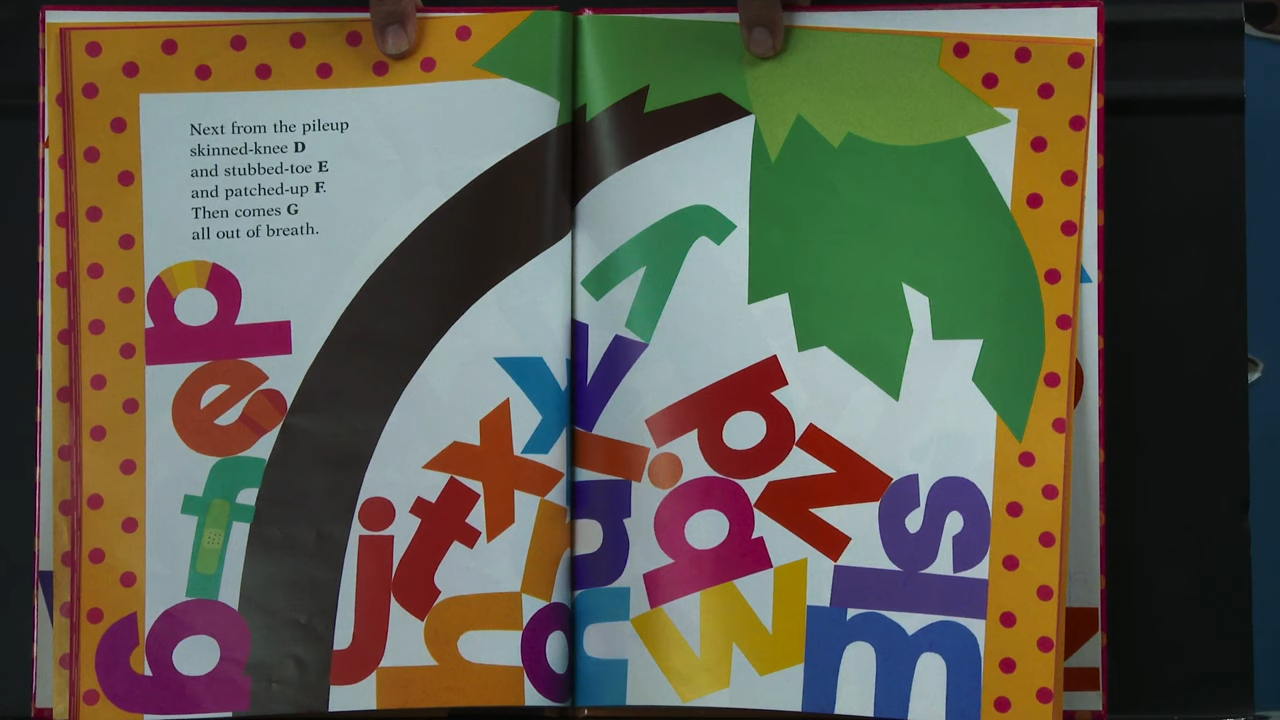 Next from the pileup
skinned-knee D
and stubbed-toe E
and patched-up F.
Then comes G
all out of breath.
d
e
f
g